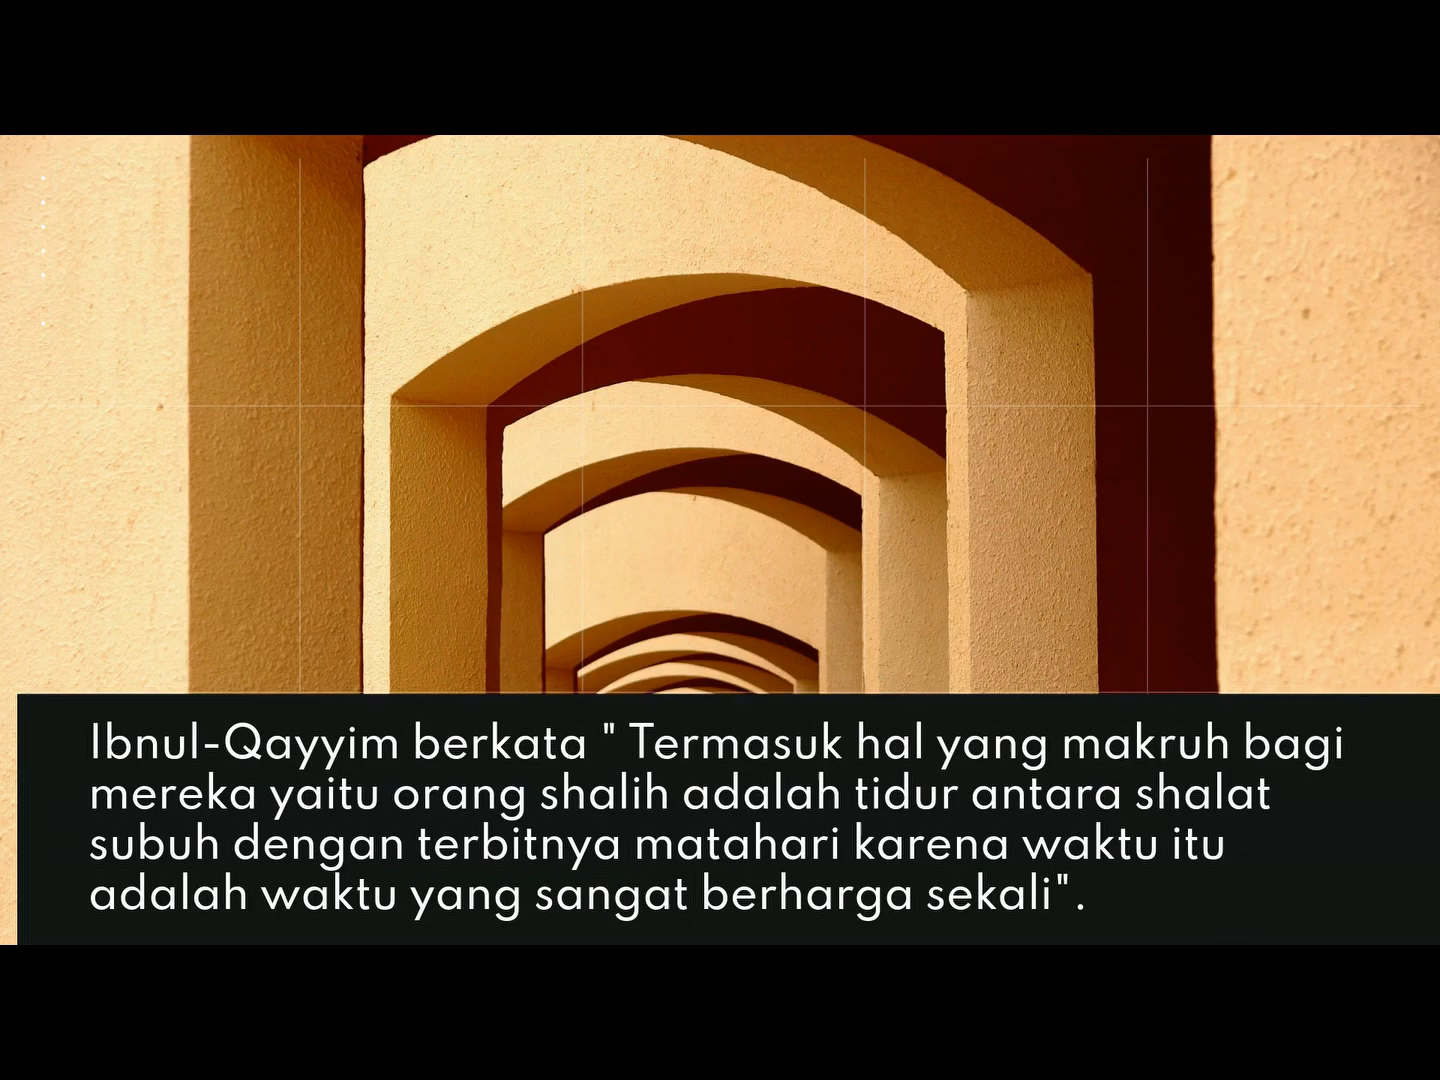 Ibnul-Qayyim berkata " Termasuk hal yang makruh bagi
mereka yaitu orang shalih adalah tidur antara shalat
subuh dengan terbitnya matahari karena waktu itu
adalah waktu yang sangat berharga sekali".